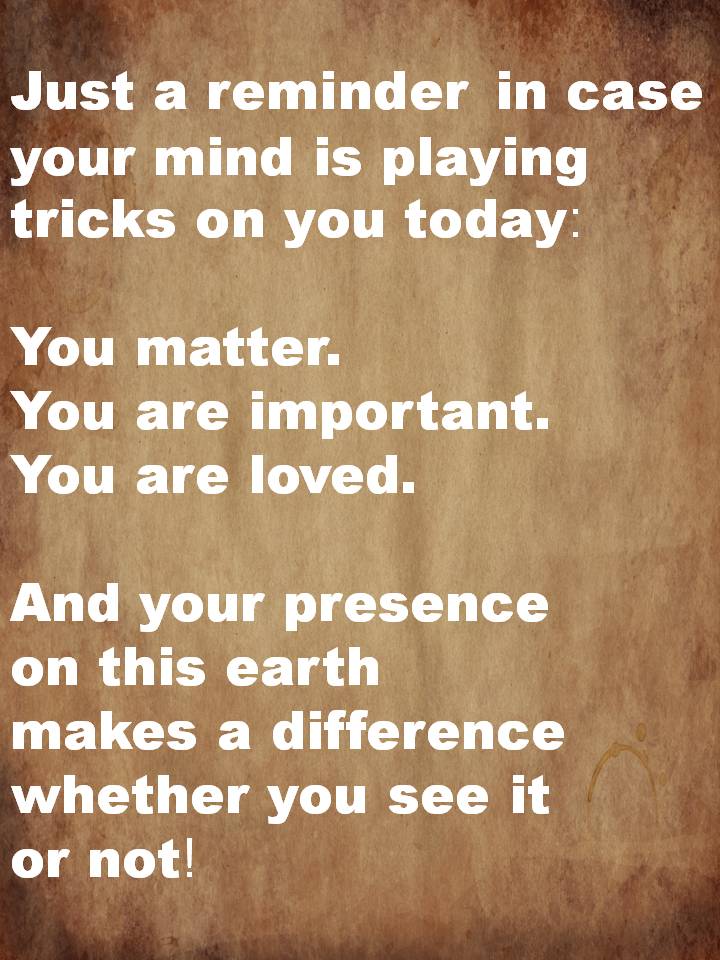 Just a reminder in case
your mind is playing
tricks on you today:
You matter.
You are important.
You are loved.
And your presence
on this earth
makes a difference
whether you see it
or not!